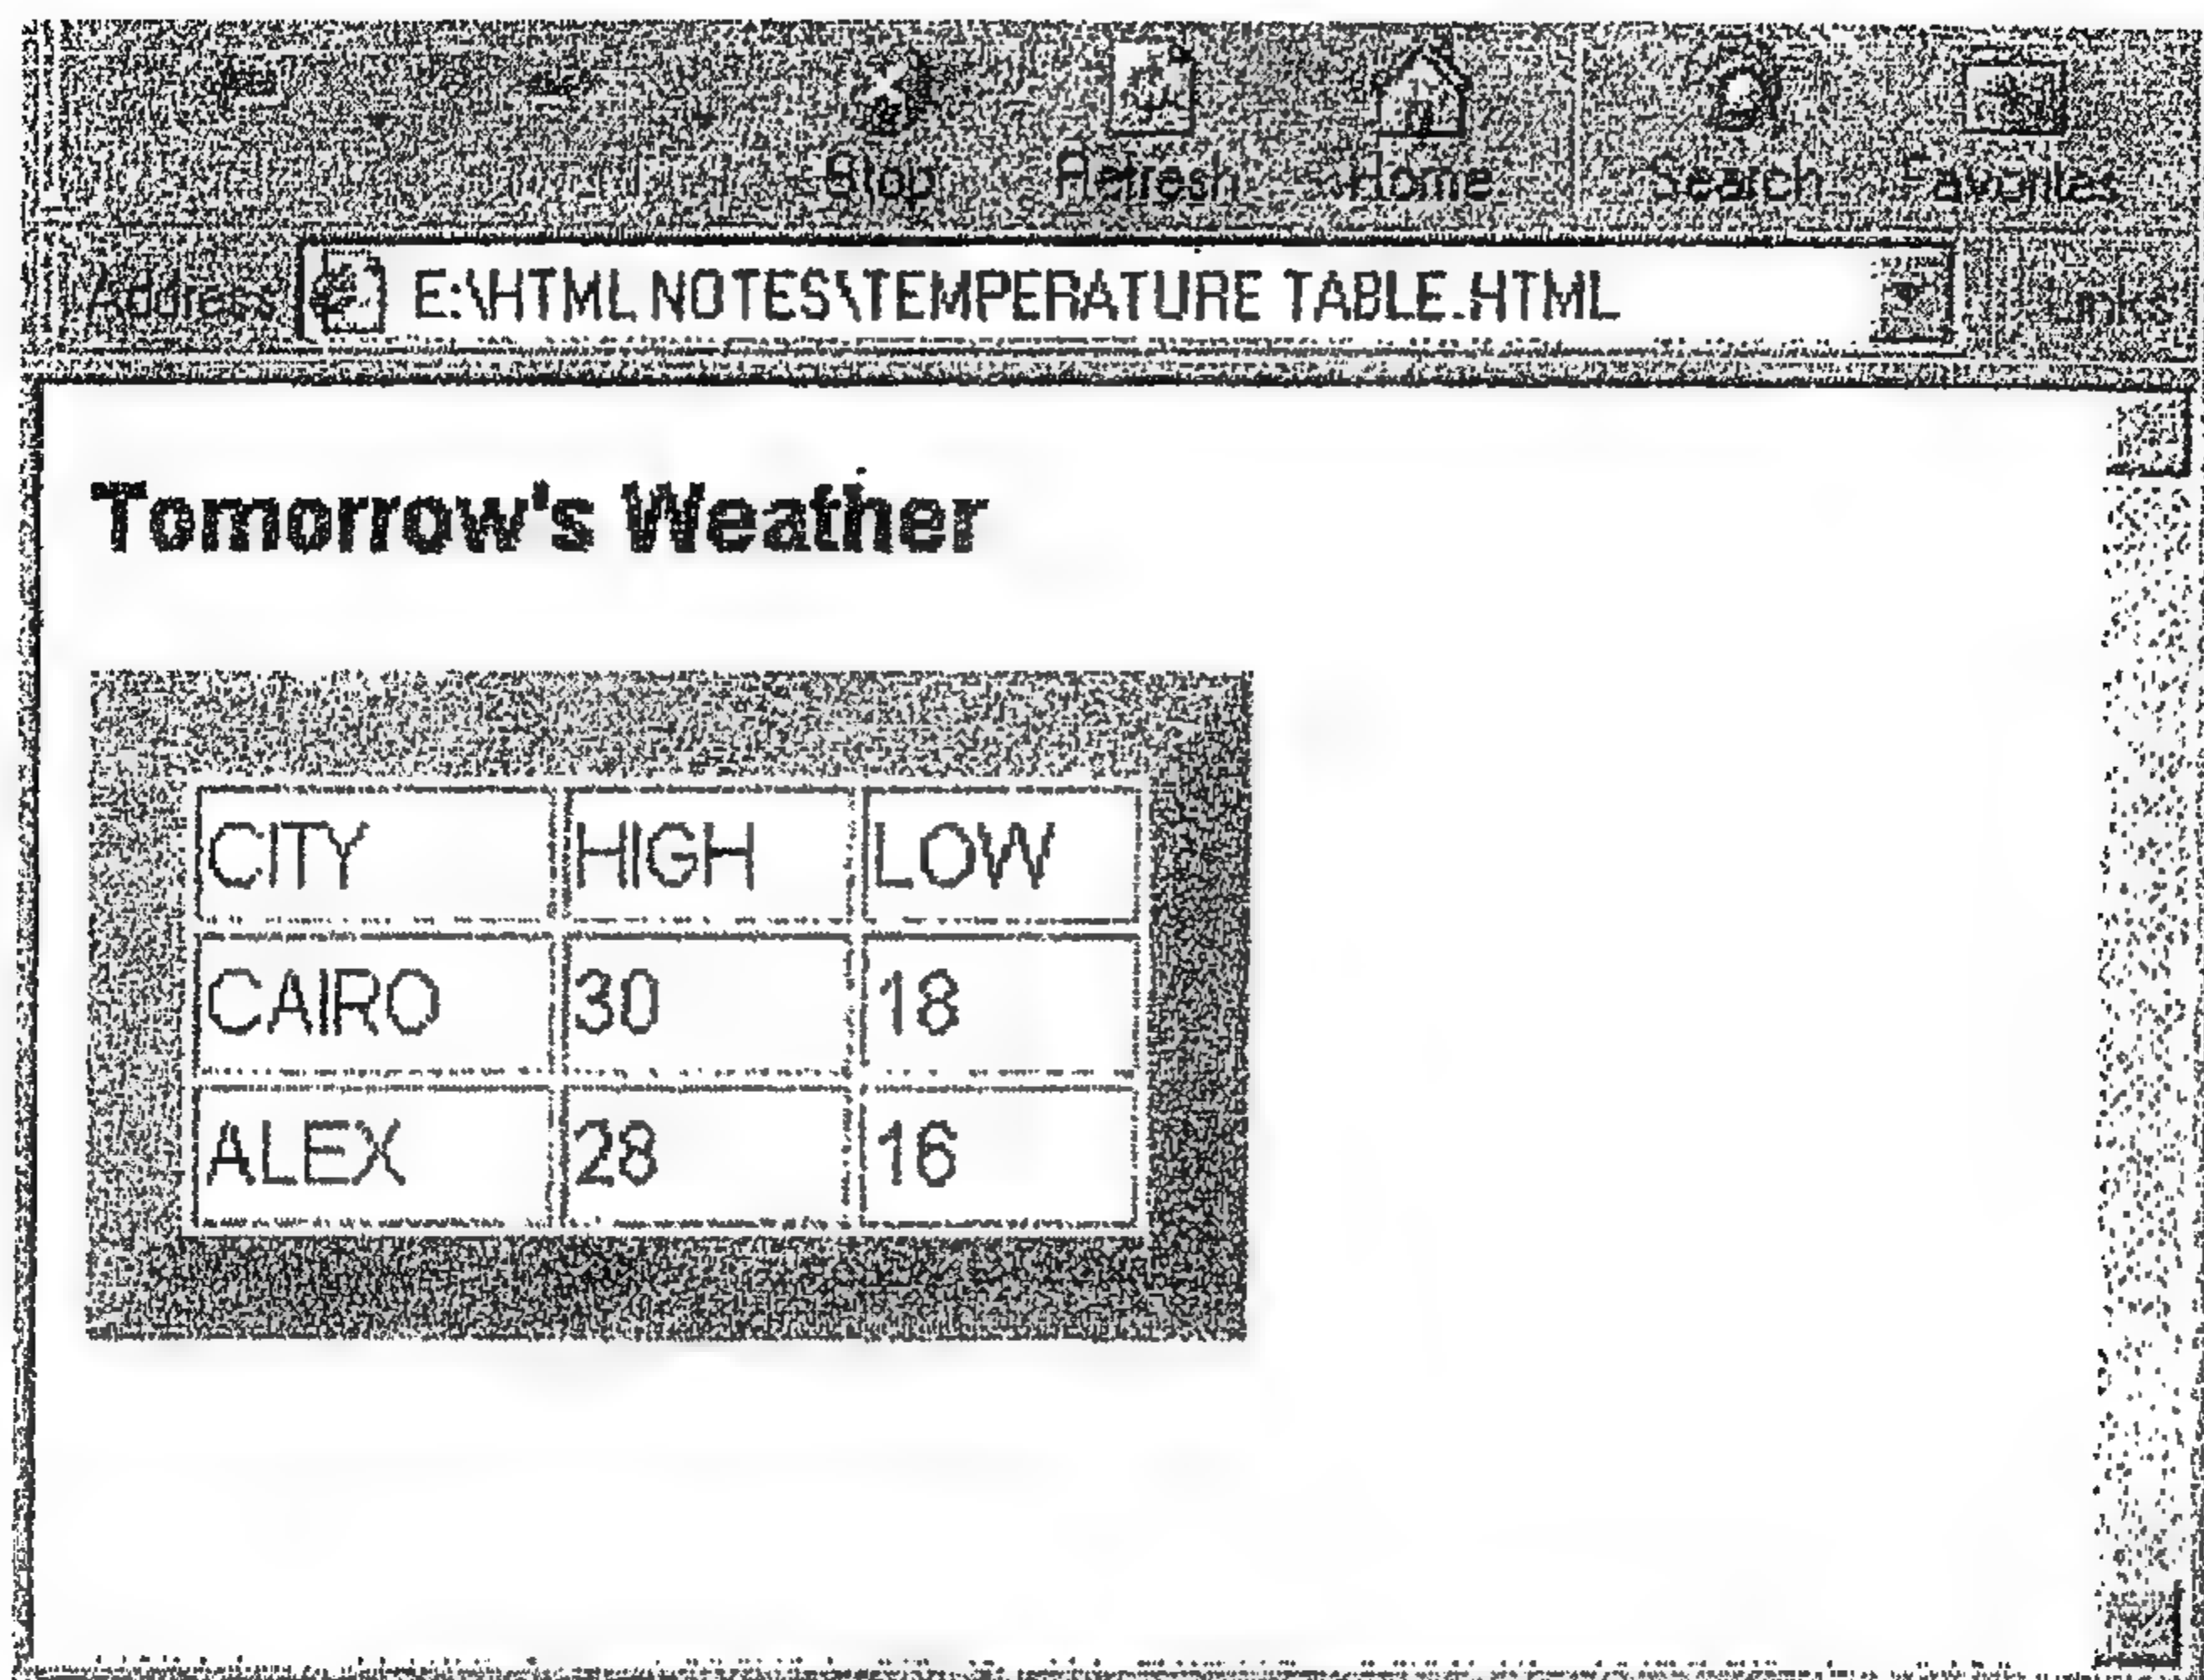 Stop Refresh Home Search Favorites
Address E:\HTML NOTES\TEMPERATURE TABLE.HTML Links
Tomorrow's Weather
CITY HIGH LOW
CAIRO 30 18
ALEX 28 16